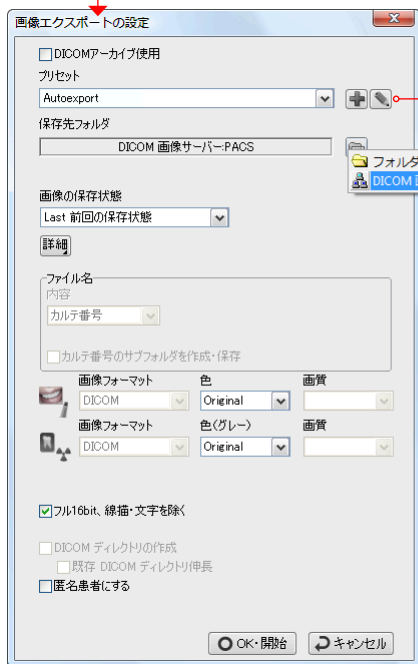 画像エクスポートの設定
DICOMアーカイブ使用
プリセット
Autoexport
保存先フォルダ
DICOM 画像サーバー:PACS
フォルダ
DICOM
画像の保存状態
Last 前回の保存状態
詳細
ファイル名
内容
カルテ番号
カルテ番号のサブフォルダを作成・保存
画像フォーマット 色 画質
DICOM Original
画像フォーマット 色(グレー) 画質
DICOM Original
フル16bit、線描・文字を除く
DICOM ディレクトリの作成
既存 DICOM ディレクトリ伸長
匿名患者にする
OK・開始 キャンセル